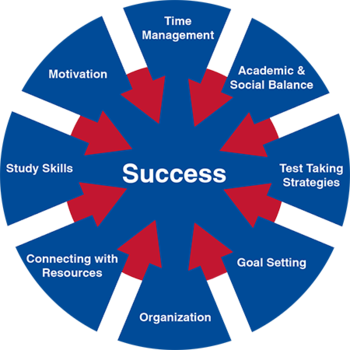 Time
Management
Motivation
Academic &
Social Balance
Study Skills
Success
Test Taking
Strategies
Connecting with
Resources
Goal Setting
Organization